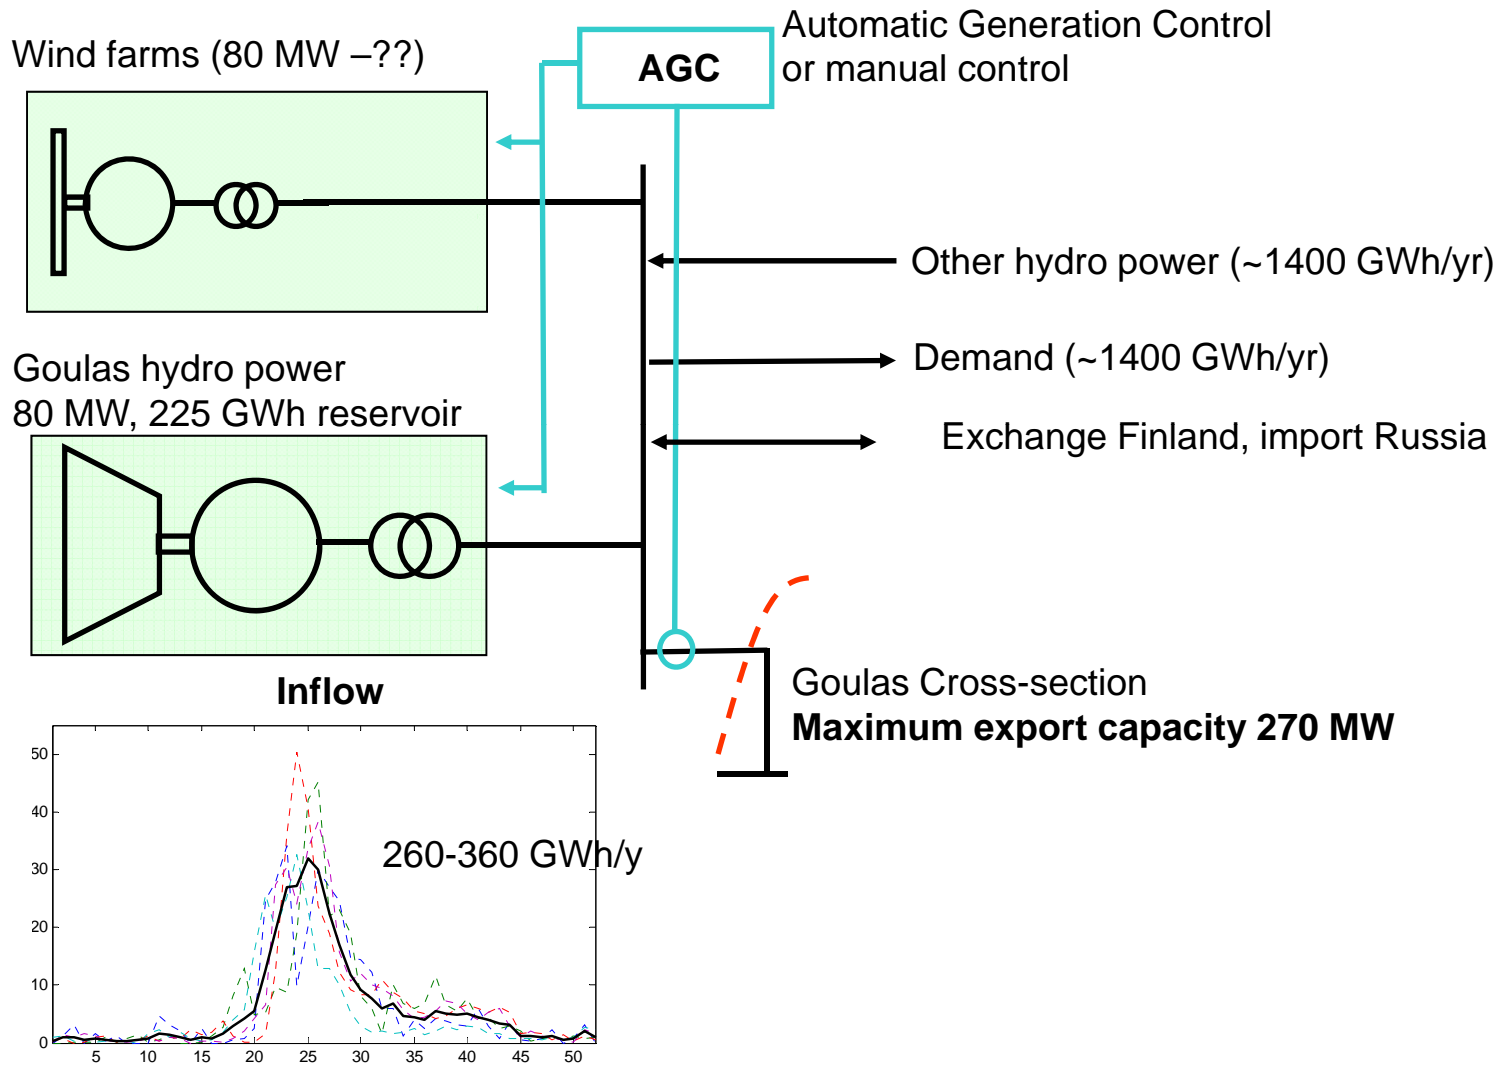 Automatic Generation Control
or manual control
Wind farms (80 MW –??)
AGC
Other hydro power (~1400 GWh/yr)
Demand (~1400 GWh/yr)
Goulas hydro power
80 MW, 225 GWh reservoir
Exchange Finland, import Russia
Goulas Cross-section
Maximum export capacity 270 MW
Inflow
50
40
30
20
10
0
260-360 GWh/y
5 10 15 20 25 30 35 40 45 50